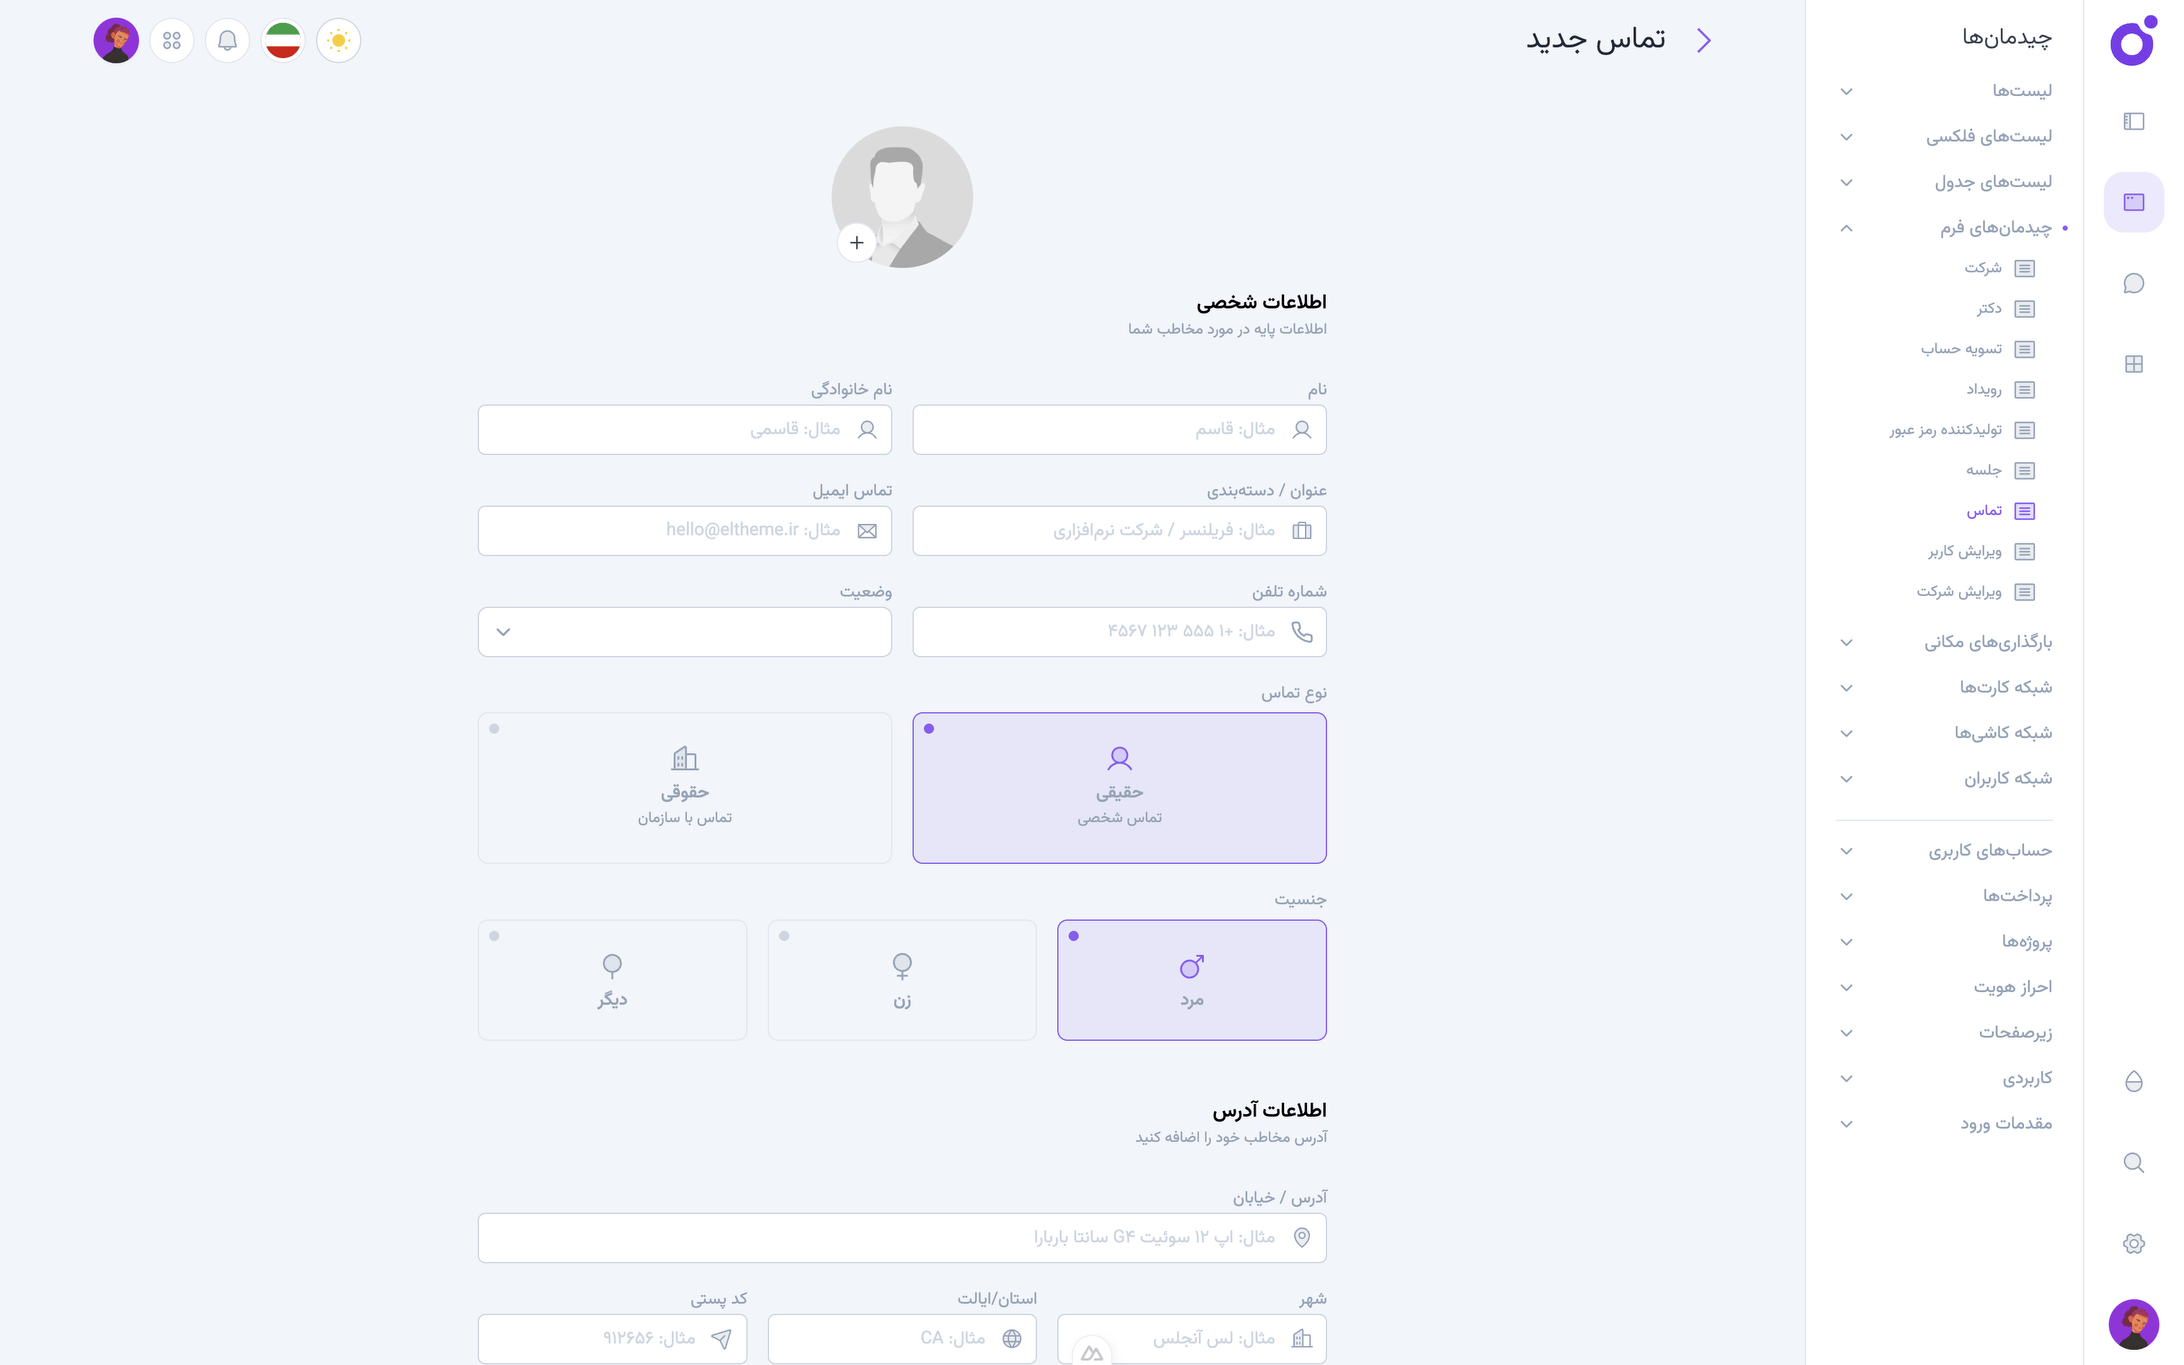 چیدمان‌ها
لیست‌ها
لیست‌های فلکسی
لیست‌های جدول
چیدمان‌های فرم
شرکت
دکتر
تسویه حساب
رویداد
تولیدکننده رمز عبور
جلسه
تماس
ویرایش کاربر
ویرایش شرکت
بارگذاری‌های مکانی
شبکه کارت‌ها
شبکه کاشی‌ها
شبکه کاربران
حساب‌های کاربری
پرداخت‌ها
پروژه‌ها
احراز هویت
زیرصفحات
کاربردی
مقدمات ورود
تماس جدید
اطلاعات شخصی
اطلاعات پایه در مورد مخاطب شما
نام
نام خانوادگی
مثال: قاسم
مثال: قاسمی
عنوان / دسته‌بندی
تماس ایمیل
مثال: فریلنسر / شرکت نرم‌افزاری
مثال: hello@eltheme.ir
شماره تلفن
وضعیت
مثال: +۱ ۵۵۵ ۱۲۳ ۴۵۶۷
نوع تماس
حقیقی
تماس شخصی
حقوقی
تماس با سازمان
جنسیت
مرد
زن
دیگر
اطلاعات آدرس
آدرس مخاطب خود را اضافه کنید
آدرس / خیابان
مثال: اپ ۱۲ سوئیت G۴ سانتا باربارا
شهر
استان/ایالت
کد پستی
مثال: لس آنجلس
مثال: CA
مثال: ۹۱۲۶۵۶